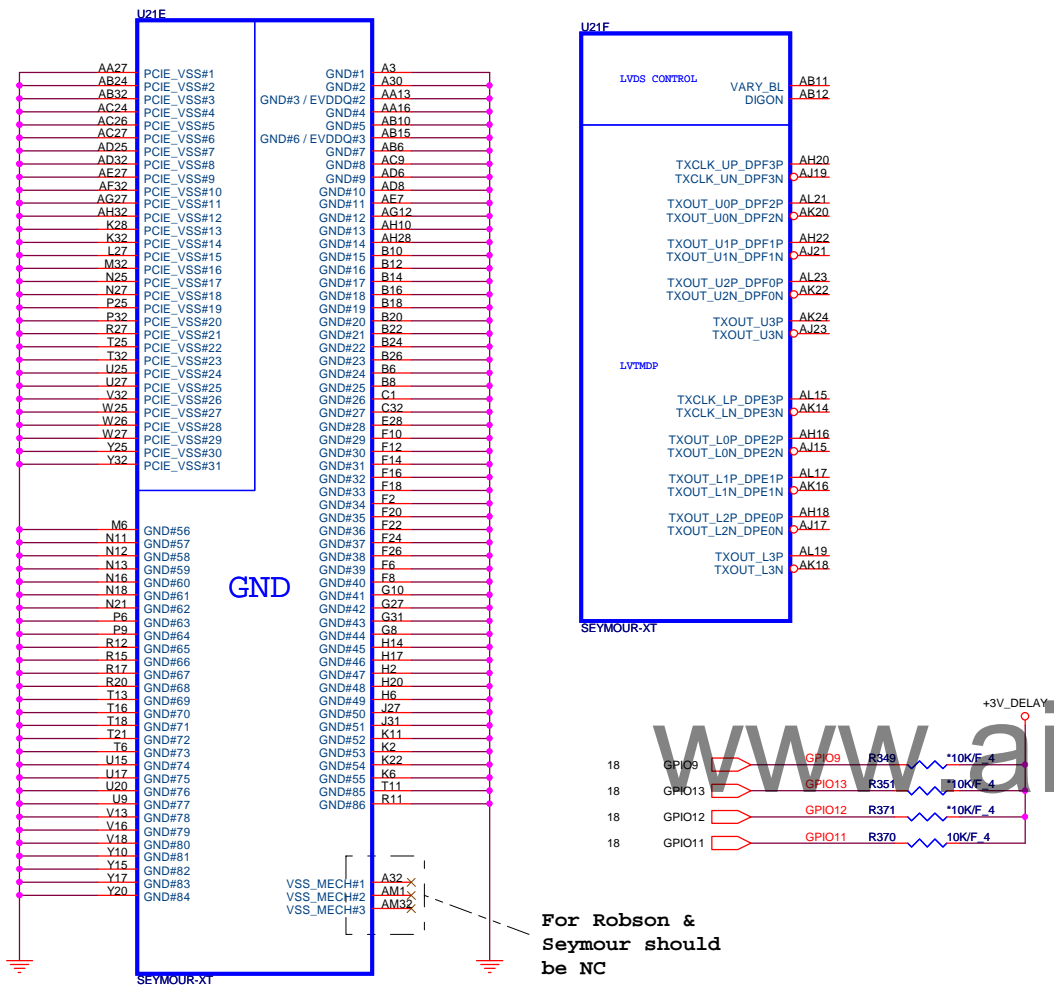 U21E
AA27 PCIE_VSS#1
AB24 PCIE_VSS#2
AB32 PCIE_VSS#3
AC24 PCIE_VSS#4
AC26 PCIE_VSS#5
AC27 PCIE_VSS#6
AD25 PCIE_VSS#7
AD32 PCIE_VSS#8
AE27 PCIE_VSS#9
AF32 PCIE_VSS#10
AG27 PCIE_VSS#11
AH32 PCIE_VSS#12
K28 PCIE_VSS#13
K32 PCIE_VSS#14
L27 PCIE_VSS#15
M32 PCIE_VSS#16
N25 PCIE_VSS#17
N27 PCIE_VSS#18
P25 PCIE_VSS#19
P32 PCIE_VSS#20
R27 PCIE_VSS#21
T25 PCIE_VSS#22
T32 PCIE_VSS#23
U25 PCIE_VSS#24
U27 PCIE_VSS#25
V32 PCIE_VSS#26
W25 PCIE_VSS#27
W26 PCIE_VSS#28
W27 PCIE_VSS#29
Y25 PCIE_VSS#30
Y32 PCIE_VSS#31
M6 GND#56
N11 GND#57
N12 GND#58
N13 GND#59
N16 GND#60
N18 GND#61
N21 GND#62
P6 GND#63
P9 GND#64
R12 GND#65
R15 GND#66
R17 GND#67
R20 GND#68
T13 GND#69
T16 GND#70
T18 GND#71
T21 GND#72
T6 GND#73
U15 GND#74
U17 GND#75
U20 GND#76
U9 GND#77
V13 GND#78
V16 GND#79
V18 GND#80
Y10 GND#81
Y15 GND#82
Y17 GND#83
Y20 GND#84
GND
GND#1 A3
GND#2 A30
GND#3 / EVDDQ#2 AA13
GND#4 AA16
GND#5 AB10
GND#6 / EVDDQ#3 AB15
GND#7 AB6
GND#8 AC9
GND#9 AD6
GND#10 AD8
GND#11 AE7
GND#12 AG12
GND#13 AH10
GND#14 AH28
GND#15 B10
GND#16 B12
GND#17 B14
GND#18 B16
GND#19 B18
GND#20 B20
GND#21 B22
GND#22 B24
GND#23 B26
GND#24 B6
GND#25 B8
GND#26 C1
GND#27 C32
GND#28 E28
GND#29 F10
GND#30 F12
GND#31 F14
GND#32 F16
GND#33 F18
GND#34 F2
GND#35 F20
GND#36 F22
GND#37 F24
GND#38 F26
GND#39 F6
GND#40 F8
GND#41 G10
GND#42 G27
GND#43 G31
GND#44 G8
GND#45 H14
GND#46 H17
GND#47 H2
GND#48 H20
GND#49 H6
GND#50 J27
GND#51 J31
GND#52 K11
GND#53 K2
GND#54 K22
GND#55 K6
GND#85 T11
GND#86 R11
VSS_MECH#1 A32
VSS_MECH#2 AM1
VSS_MECH#3 AM32
SEYMOUR-XT
For Robson &
Seymour should
be NC
U21F
LVDS CONTROL
VARY_BL AB11
DIGON AB12
TXCLK_UP_DPF3P AH20
TXCLK_UN_DPF3N AJ19
TXOUT_U0P_DPF2P AL21
TXOUT_U0N_DPF2N AK20
TXOUT_U1P_DPF1P AH22
TXOUT_U1N_DPF1N AJ21
TXOUT_U2P_DPF0P AL23
TXOUT_U2N_DPF0N AK22
TXOUT_U3P AK24
TXOUT_U3N AJ23
LVTMDP
TXCLK_LP_DPE3P AL15
TXCLK_LN_DPE3N AK14
TXOUT_L0P_DPE2P AH16
TXOUT_L0N_DPE2N AJ15
TXOUT_L1P_DPE1P AL17
TXOUT_L1N_DPE1N AK16
TXOUT_L2P_DPE0P AH18
TXOUT_L2N_DPE0N AJ17
TXOUT_L3P AL19
TXOUT_L3N AK18
SEYMOUR-XT
+3V_DELAY
www.ai
18 GPIO9 GPIO9 R349 *10K/F_4
18 GPIO13 GPIO13 R351 *10K/F_4
18 GPIO12 GPIO12 R371 *10K/F_4
18 GPIO11 GPIO11 R370 10K/F_4